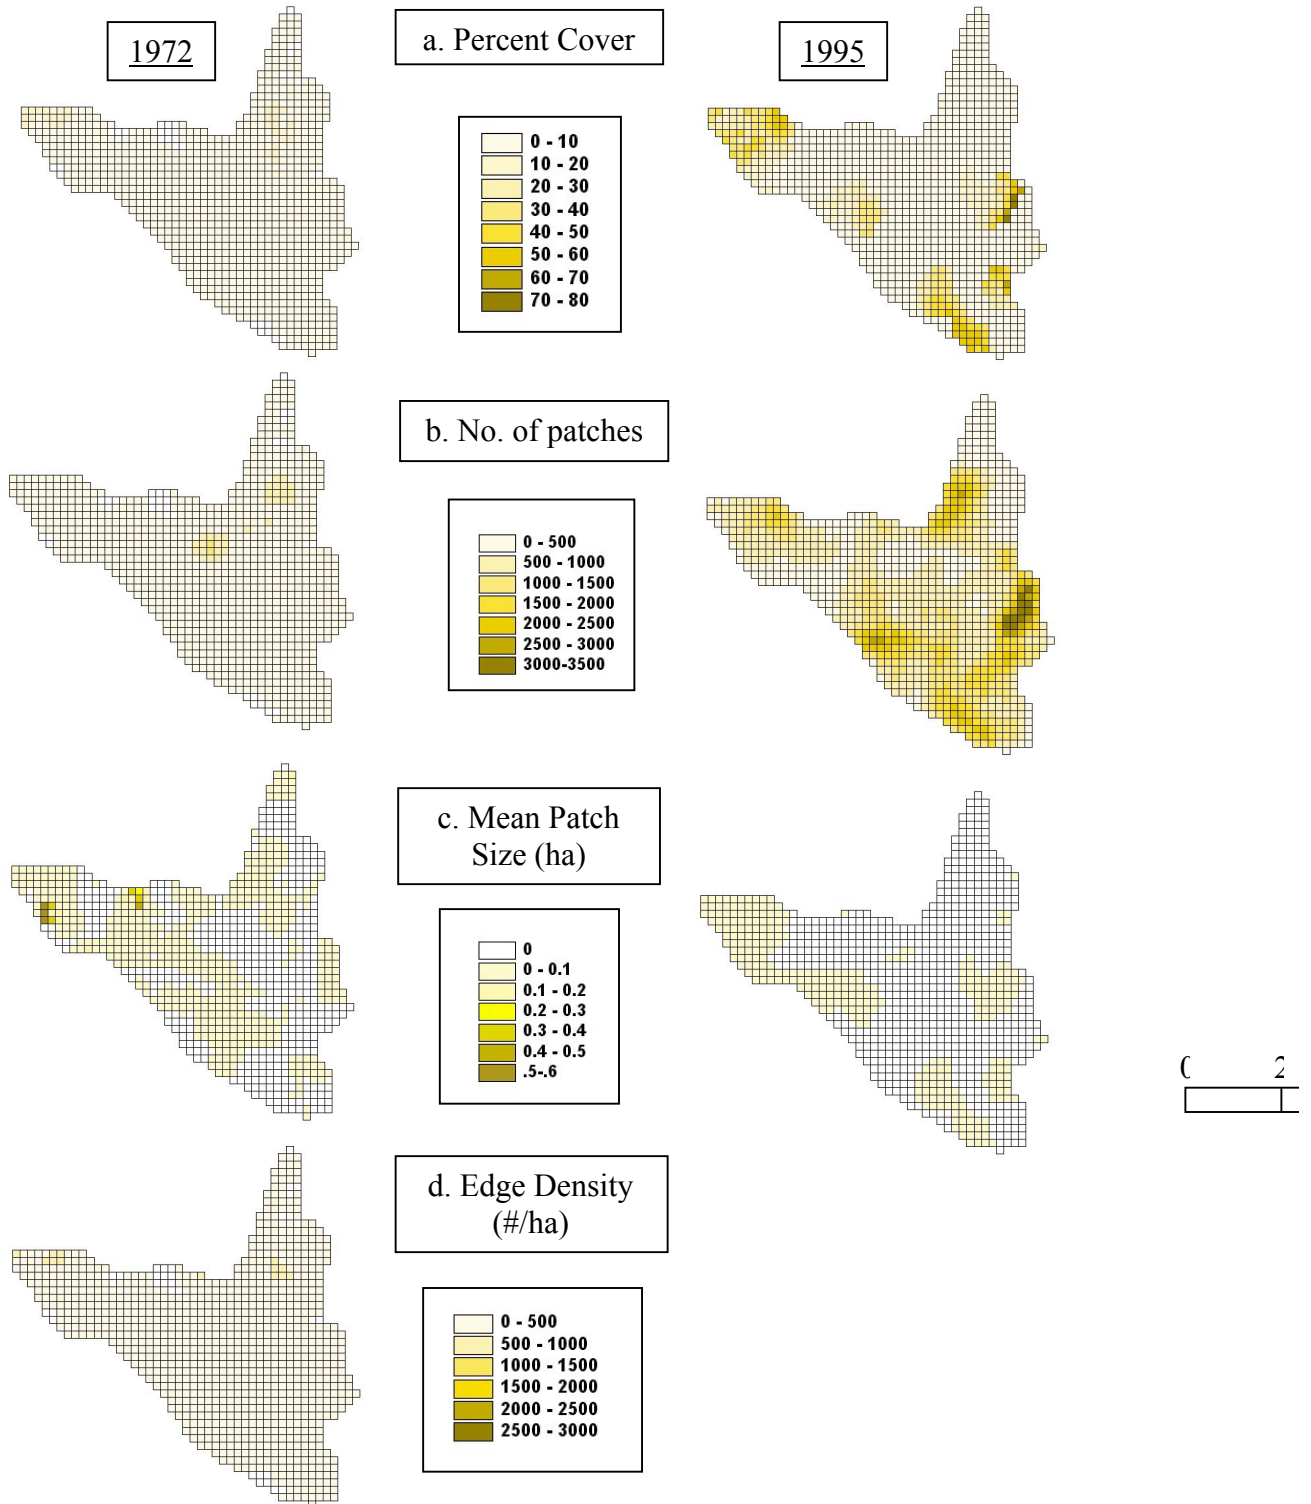 1972
a. Percent Cover
1995
0 - 10
10 - 20
20 - 30
30 - 40
40 - 50
50 - 60
60 - 70
70 - 80
b. No. of patches
0 - 500
500 - 1000
1000 - 1500
1500 - 2000
2000 - 2500
2500 - 3000
3000-3500
c. Mean Patch
Size (ha)
0
0 - 0.1
0.1 - 0.2
0.2 - 0.3
0.3 - 0.4
0.4 - 0.5
.5-.6
0 2
d. Edge Density
(#/ha)
0 - 500
500 - 1000
1000 - 1500
1500 - 2000
2000 - 2500
2500 - 3000